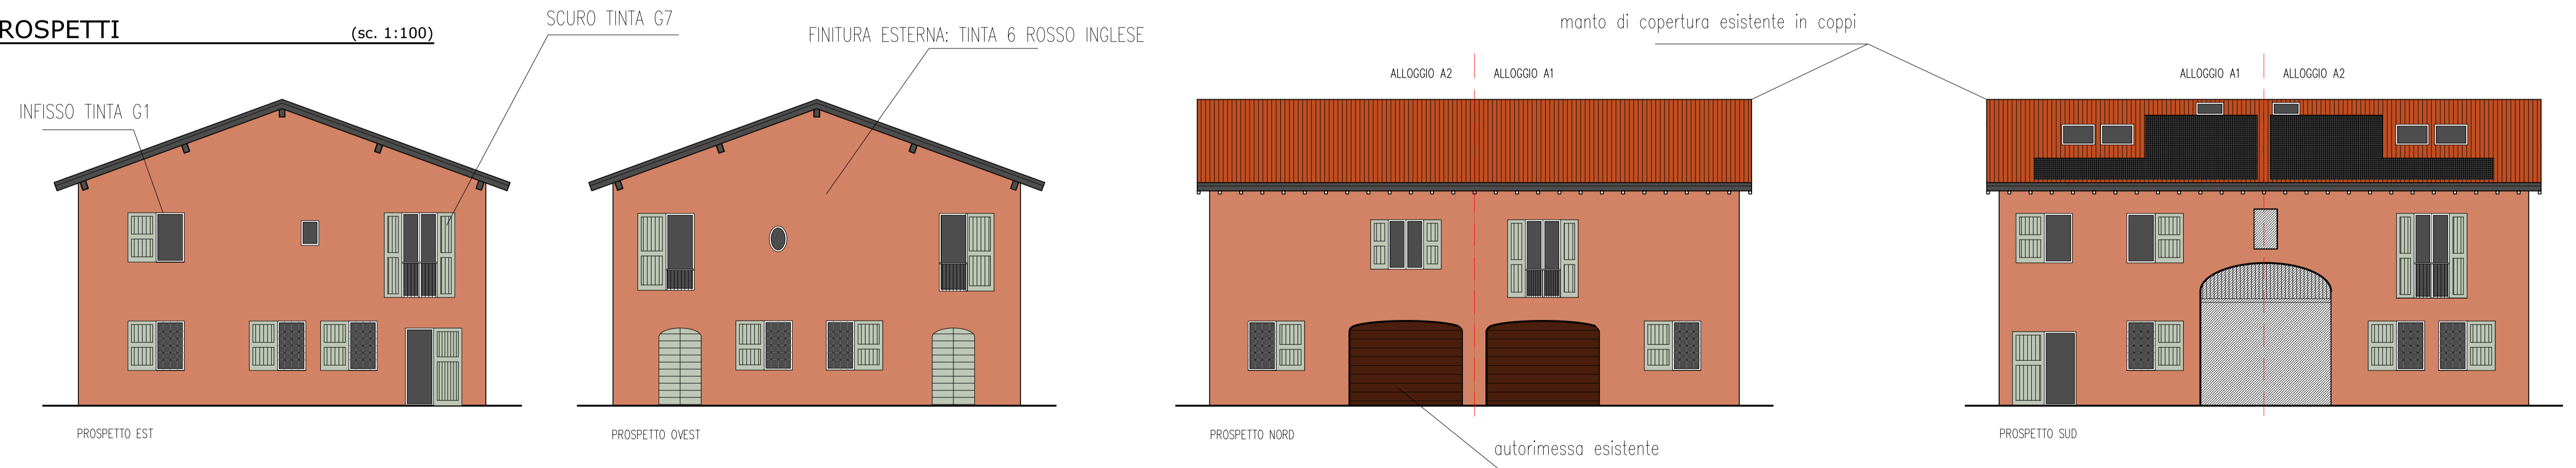 ROSPETTI (sc. 1:100)
SCURO TINTA G7
FINITURA ESTERNA: TINTA 6 ROSSO INGLESE
manto di copertura esistente in coppi
INFISSO TINTA G1
ALLOGGIO A2 ALLOGGIO A1
ALLOGGIO A1 ALLOGGIO A2
PROSPETTO EST
PROSPETTO OVEST
PROSPETTO NORD
PROSPETTO SUD
autorimessa esistente